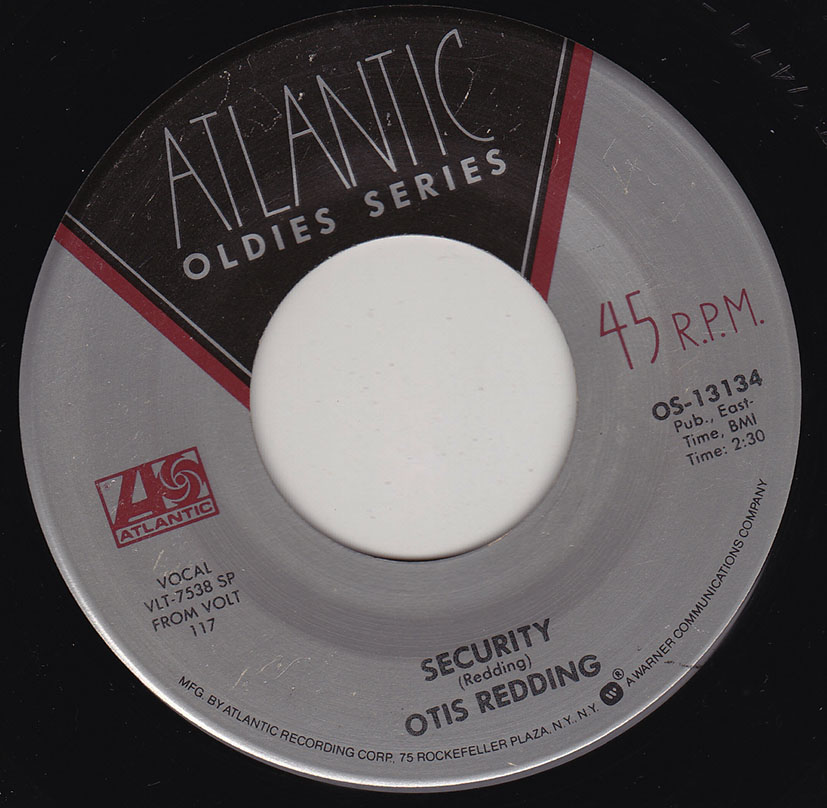 ATLANTIC
OLDIES SERIES
45 R.P.M.
OS-13134
Pub., East-
Time, BMI
Time: 2:30
ATLANTIC
VOCAL
VLT-7538 SP
FROM VOLT
117
SECURITY
(Redding)
OTIS REDDING
MFG. BY ATLANTIC RECORDING CORP., 75 ROCKEFELLER PLAZA, N.Y., N.Y. ® A WARNER COMMUNICATIONS COMPANY